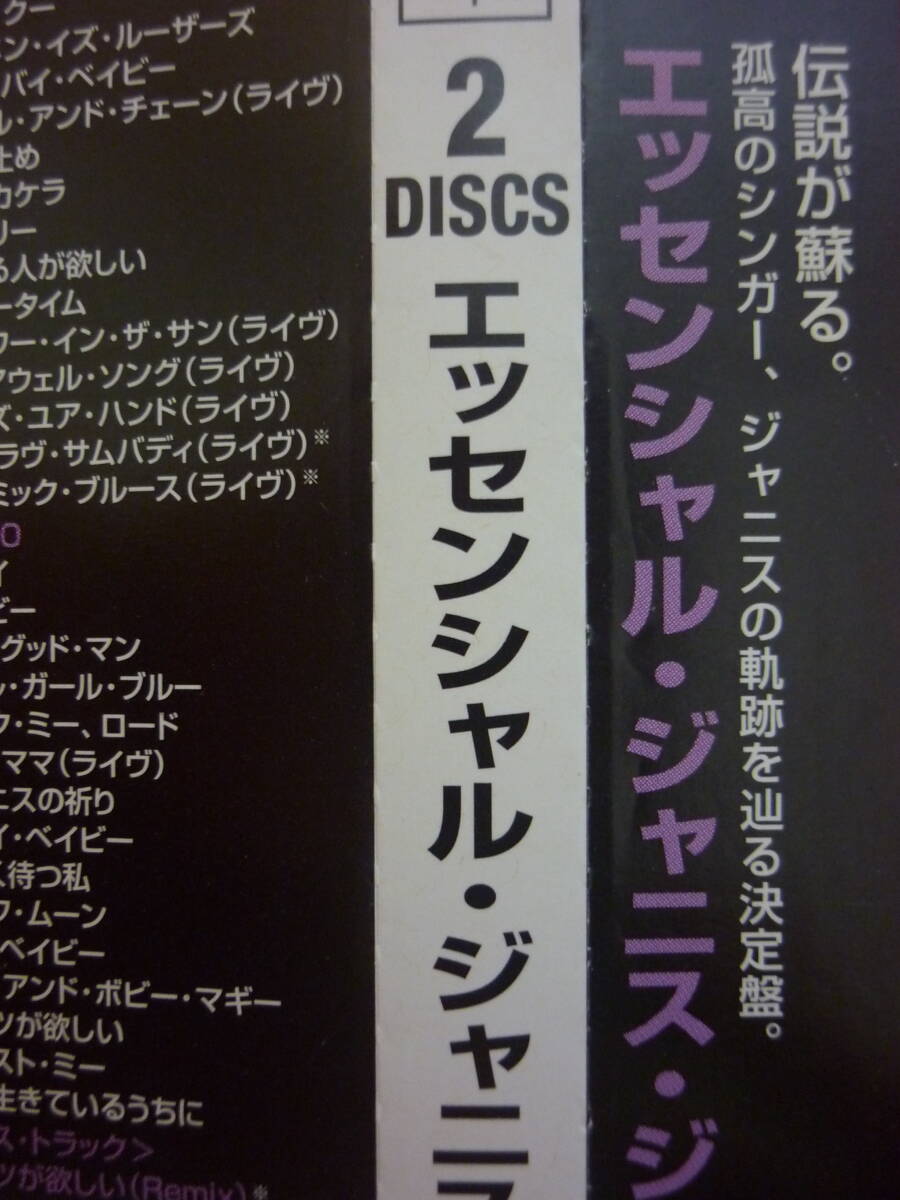 伝説が蘇る。
孤高のシンガー、ジャニスの軌跡を辿る決定盤。
エッセンシャル・ジャニス・ジ
2
DISCS
エッセンシャル・ジャニス
クー
ン・イズ・ルーザーズ
バイ・ベイビー
ル・アンド・チェーン(ライヴ)
止め
カケラ
リー
る人が欲しい
ータイム
ワー・イン・ザ・サン(ライヴ)
アウェル・ソング(ライヴ)
ズ・ユア・ハンド(ライヴ)
ラヴ・サムバディ(ライヴ)※
ミック・ブルース(ライヴ)※
イ
ビー
グッド・マン
ル・ガール・ブルー
ク・ミー、ロード
ママ(ライヴ)
ニスの祈り
イ・ベイビー
く待つ私
フ・ムーン
ベイビー
アンド・ボビー・マギー
ツが欲しい
スト・ミー
生きているうちに
ス・トラック>
ツが欲しい(Remix)※